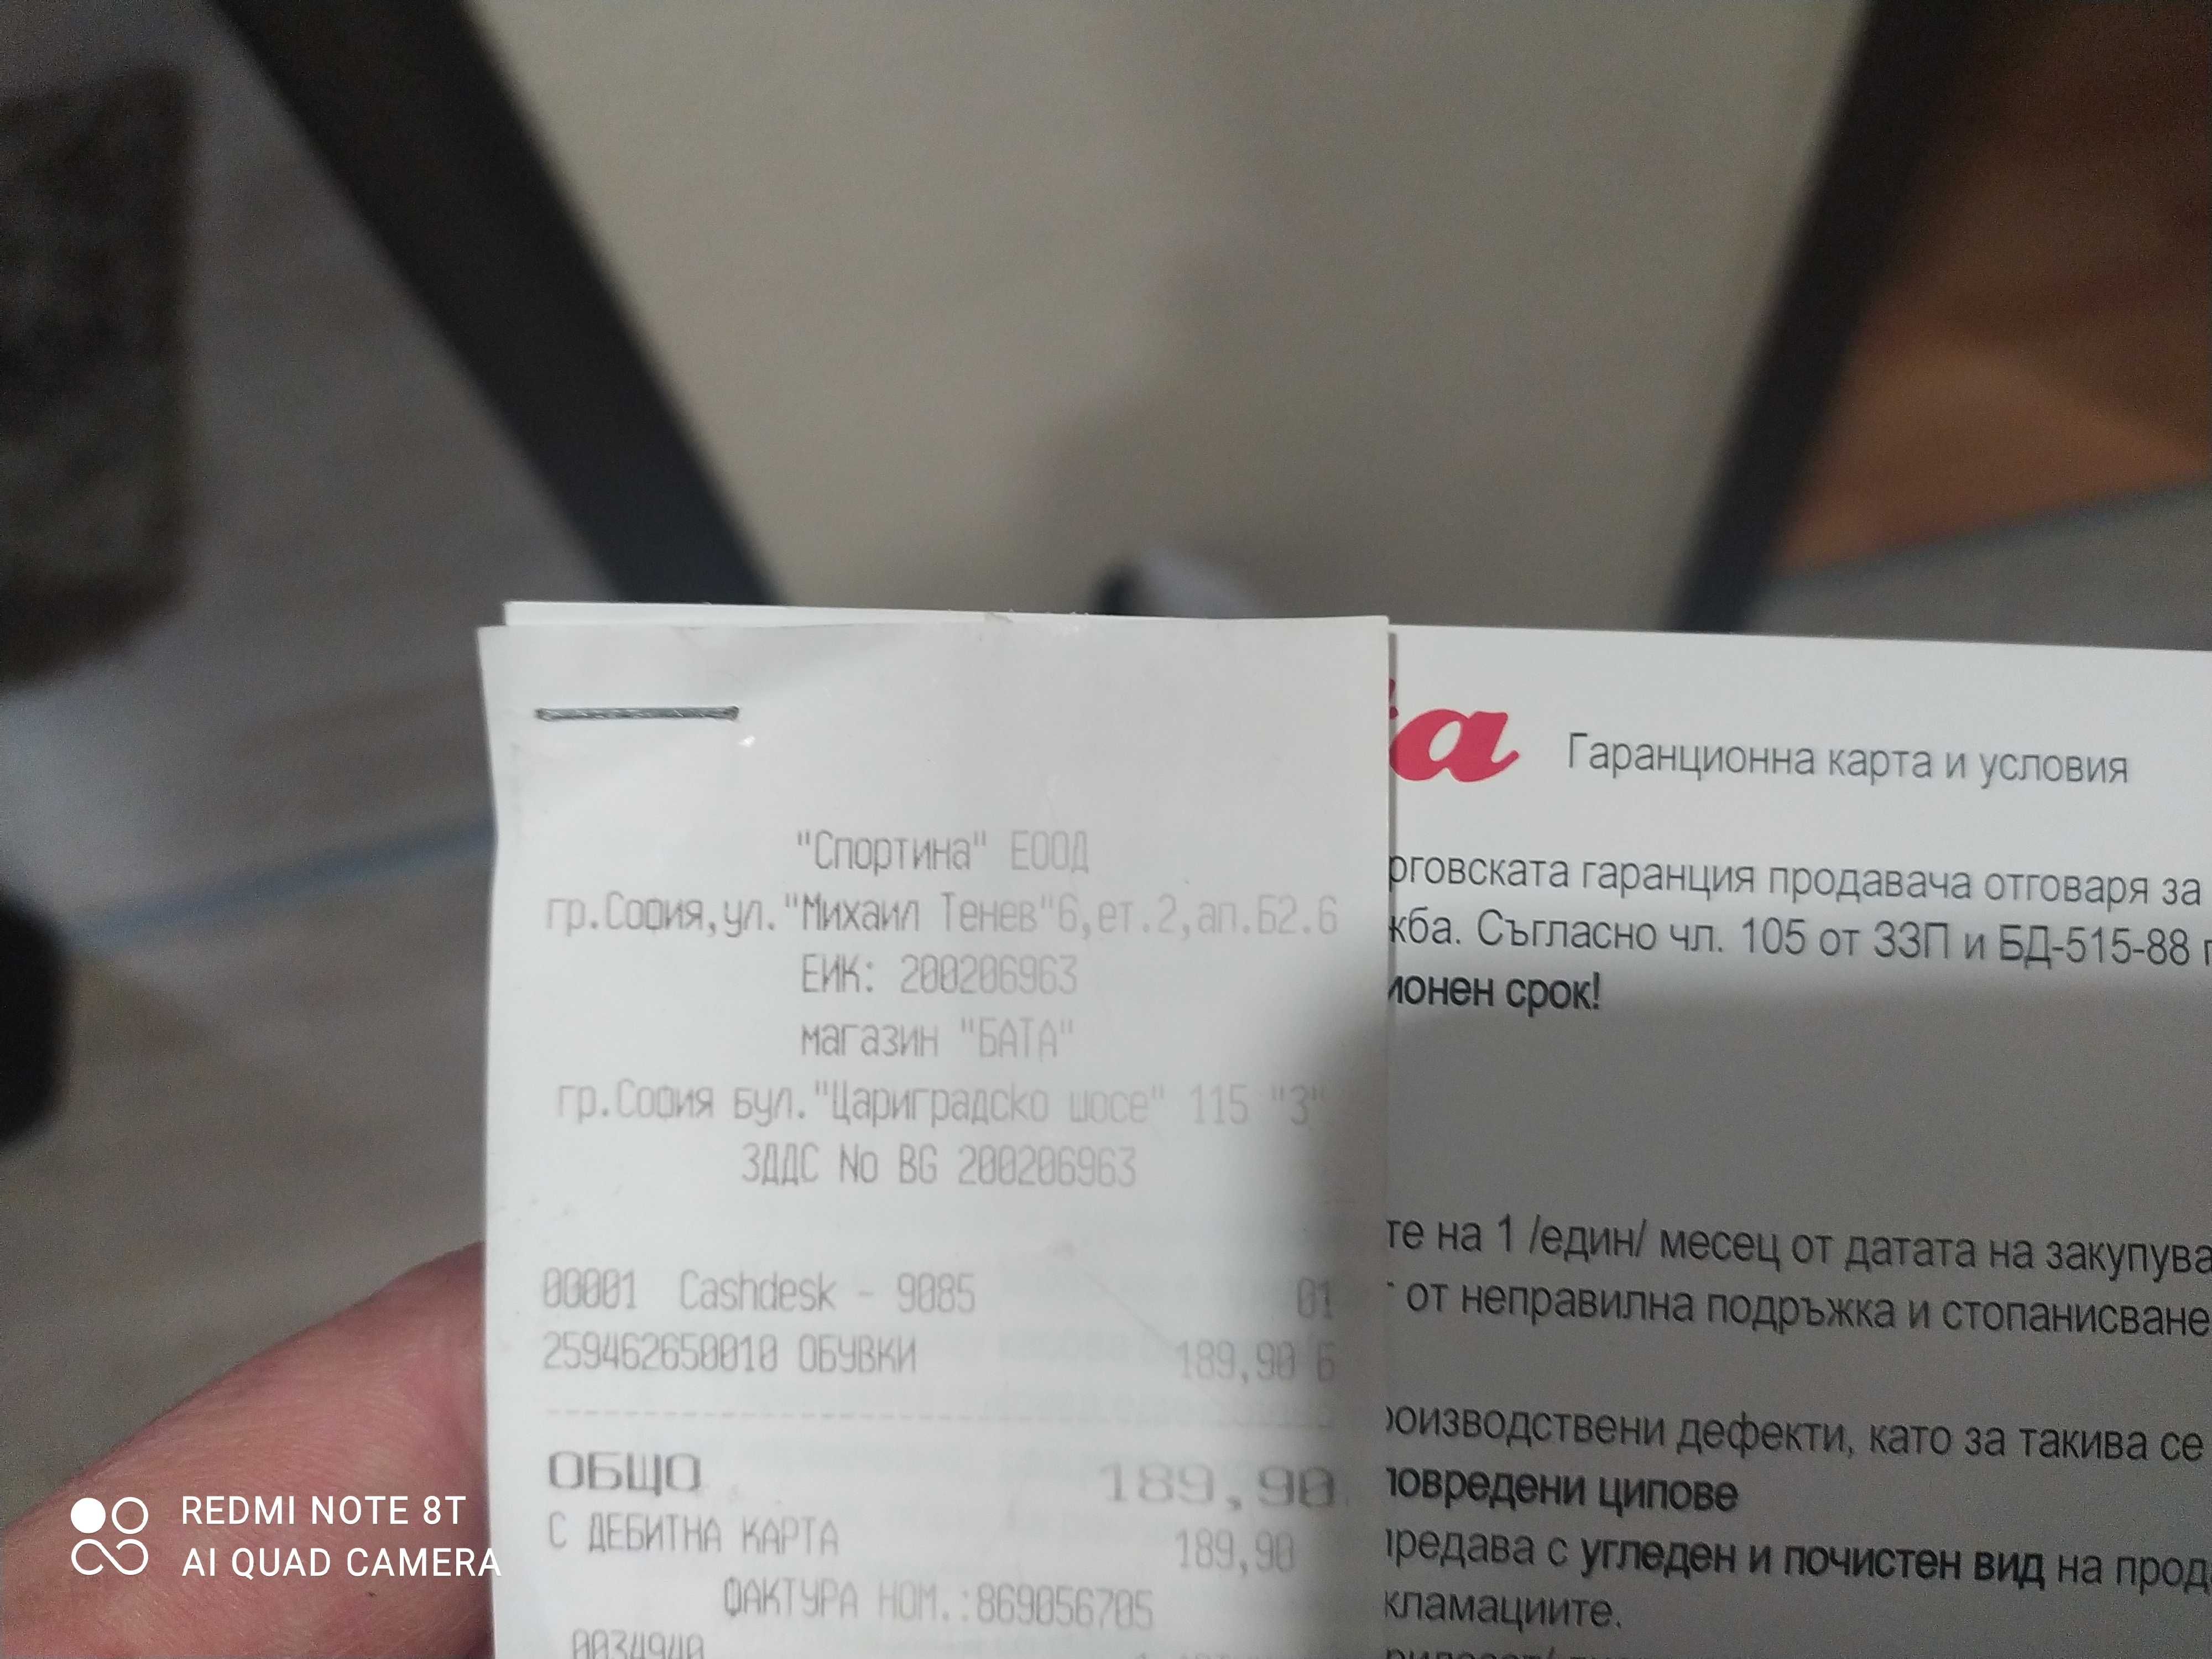 "Спортина" ЕООД
гр.София,ул."Михаил Тенев"6,ет.2,ап.Б2.6
ЕИК: 200206963
магазин "БАТА"
гр.София бул."Цариградско шосе" 115 "З"
ЗДДС No BG 200206963
00001 Cashdesk - 9085 01
259462650010 ОБУВКИ 189,90 Б
ОБЩО 189,90
С ДЕБИТНА КАРТА 189,90
ФАКТУРА НОМ.:869056705
0034940
a Гаранционна карта и условия
рговската гаранция продавача отговаря за
жба. Съгласно чл. 105 от ЗЗП и БД-515-88 г
ионен срок!
те на 1 /един/ месец от датата на закупува
от неправилна подръжка и стопанисване
роизводствени дефекти, като за такива се
повредени ципове
предава с угледен и почистен вид на прод
кламациите.
REDMI NOTE 8T
AI QUAD CAMERA